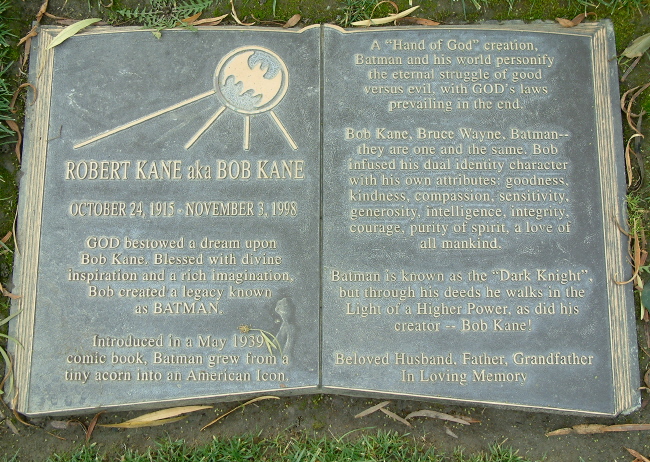 ROBERT KANE aka BOB KANE
OCTOBER 24, 1915 - NOVEMBER 3, 1998
GOD bestowed a dream upon
Bob Kane. Blessed with divine
inspiration and a rich imagination,
Bob created a legacy known
as BATMAN.
Introduced in a May 1939
comic book, Batman grew from a
tiny acorn into an American Icon.
A "Hand of God" creation,
Batman and his world personify
the eternal struggle of good
versus evil, with GOD's laws
prevailing in the end.
Bob Kane, Bruce Wayne, Batman--
they are one and the same. Bob
infused his dual identity character
with his own attributes: goodness,
kindness, compassion, sensitivity,
generosity, intelligence, integrity,
courage, purity of spirit, a love of
all mankind.
Batman is known as the "Dark Knight",
but through his deeds he walks in the
Light of a Higher Power, as did his
creator -- Bob Kane!
Beloved Husband, Father, Grandfather
In Loving Memory